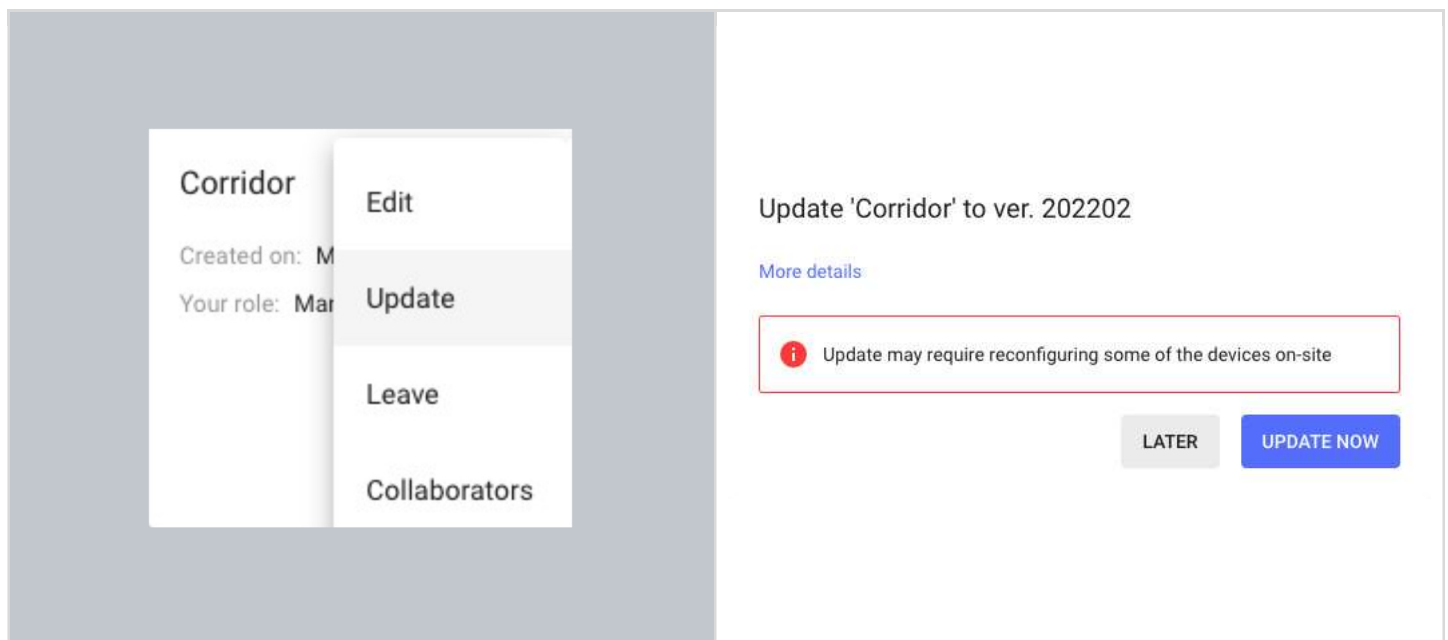 Corridor
Created on: M
Your role: Mar
Edit
Update
Leave
Collaborators
Update 'Corridor' to ver. 202202
More details
Update may require reconfiguring some of the devices on-site
LATER
UPDATE NOW